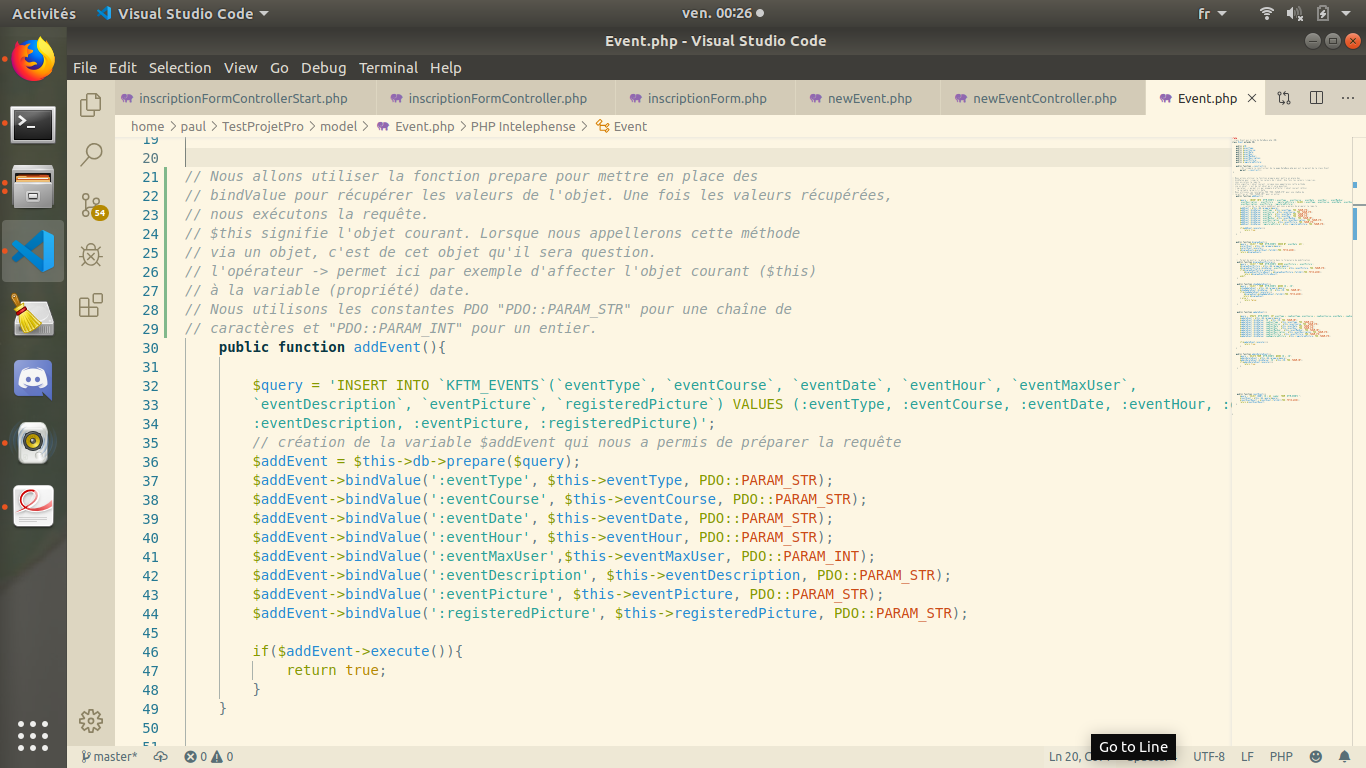 Activités Visual Studio Code ven. 00:26 fr
Event.php - Visual Studio Code
File Edit Selection View Go Debug Terminal Help
inscriptionFormControllerStart.php inscriptionFormController.php inscriptionForm.php newEvent.php newEventController.php Event.php
home > paul > TestProjetPro > model > Event.php > PHP Intelephense > Event
19
20
21 // Nous allons utiliser la fonction prepare pour mettre en place des
22 // bindValue pour récupérer les valeurs de l'objet. Une fois les valeurs récupérées,
23 // nous exécutons la requête.
24 // $this signifie l'objet courant. Lorsque nous appellerons cette méthode
25 // via un objet, c'est de cet objet qu'il sera question.
26 // l'opérateur -> permet ici par exemple d'affecter l'objet courant ($this)
27 // à la variable (propriété) date.
28 // Nous utilisons les constantes PDO "PDO::PARAM_STR" pour une chaîne de
29 // caractères et "PDO::PARAM_INT" pour un entier.
30 public function addEvent(){
31
32 $query = 'INSERT INTO `KFTM_EVENTS`(`eventType`, `eventCourse`, `eventDate`, `eventHour`, `eventMaxUser`,
33 `eventDescription`, `eventPicture`, `registeredPicture`) VALUES (:eventType, :eventCourse, :eventDate, :eventHour, :
34 :eventDescription, :eventPicture, :registeredPicture)';
35 // création de la variable $addEvent qui nous a permis de préparer la requête
36 $addEvent = $this->db->prepare($query);
37 $addEvent->bindValue(':eventType', $this->eventType, PDO::PARAM_STR);
38 $addEvent->bindValue(':eventCourse', $this->eventCourse, PDO::PARAM_STR);
39 $addEvent->bindValue(':eventDate', $this->eventDate, PDO::PARAM_STR);
40 $addEvent->bindValue(':eventHour', $this->eventHour, PDO::PARAM_STR);
41 $addEvent->bindValue(':eventMaxUser',$this->eventMaxUser, PDO::PARAM_INT);
42 $addEvent->bindValue(':eventDescription', $this->eventDescription, PDO::PARAM_STR);
43 $addEvent->bindValue(':eventPicture', $this->eventPicture, PDO::PARAM_STR);
44 $addEvent->bindValue(':registeredPicture', $this->registeredPicture, PDO::PARAM_STR);
45
46 if($addEvent->execute()){
47 return true;
48 }
49 }
50
51
54
master* 0 0 Ln 20, Go to Line UTF-8 LF PHP